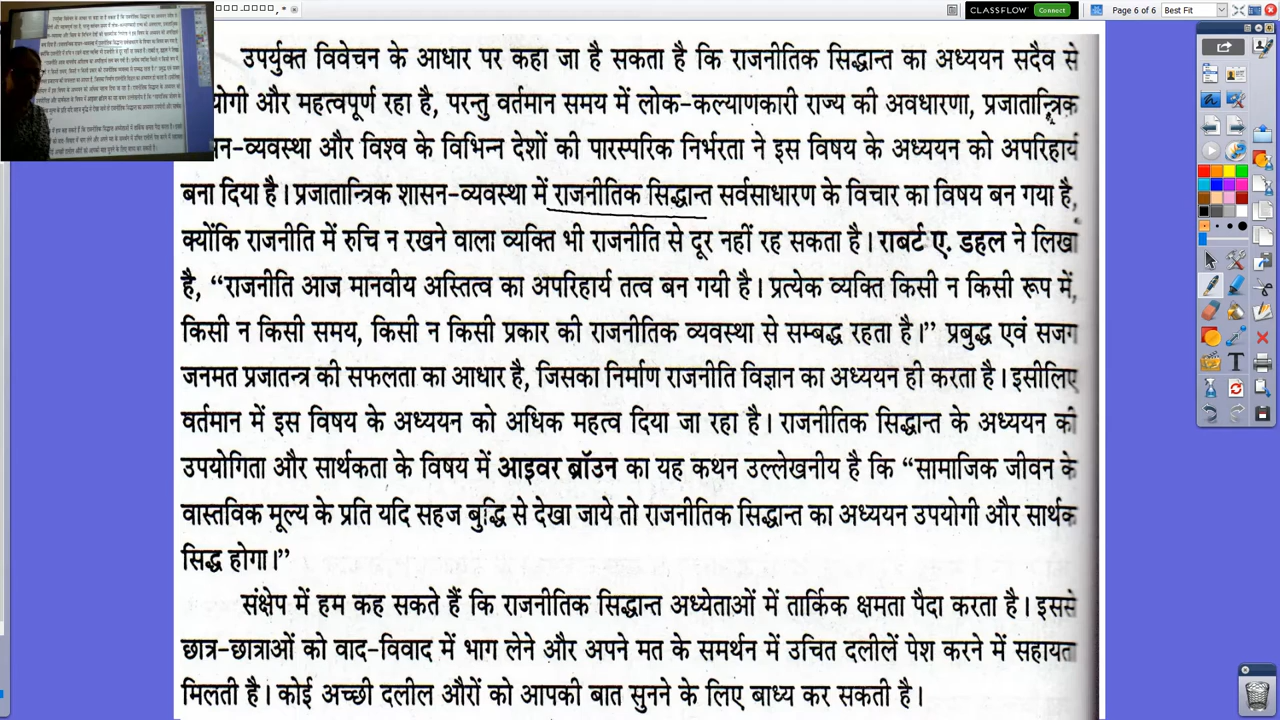 CLASSFLOW Connect Page 6 of 6 Best Fit
उपर्युक्त विवेचन के आधार पर कहा जा है सकता है कि राजनीतिक सिद्धान्त का अध्ययन सदैव से
योगी और महत्वपूर्ण रहा है, परन्तु वर्तमान समय में लोक-कल्याणकारी राज्य की अवधारणा, प्रजातान्त्रिक
न-व्यवस्था और विश्व के विभिन्न देशों की पारस्परिक निर्भरता ने इस विषय के अध्ययन को अपरिहार्य
बना दिया है। प्रजातान्त्रिक शासन-व्यवस्था में राजनीतिक सिद्धान्त सर्वसाधारण के विचार का विषय बन गया है,
क्योंकि राजनीति में रुचि न रखने वाला व्यक्ति भी राजनीति से दूर नहीं रह सकता है। राबर्ट ए. डहल ने लिखा
है, “राजनीति आज मानवीय अस्तित्व का अपरिहार्य तत्व बन गयी है। प्रत्येक व्यक्ति किसी न किसी रूप में,
किसी न किसी समय, किसी न किसी प्रकार की राजनीतिक व्यवस्था से सम्बद्ध रहता है।” प्रबुद्ध एवं सजग
जनमत प्रजातन्त्र की सफलता का आधार है, जिसका निर्माण राजनीति विज्ञान का अध्ययन ही करता है। इसीलिए
वर्तमान में इस विषय के अध्ययन को अधिक महत्व दिया जा रहा है। राजनीतिक सिद्धान्त के अध्ययन की
उपयोगिता और सार्थकता के विषय में आइवर ब्रॉउन का यह कथन उल्लेखनीय है कि “सामाजिक जीवन के
वास्तविक मूल्य के प्रति यदि सहज बुद्धि से देखा जाये तो राजनीतिक सिद्धान्त का अध्ययन उपयोगी और सार्थक
सिद्ध होगा।”
संक्षेप में हम कह सकते हैं कि राजनीतिक सिद्धान्त अध्येताओं में तार्किक क्षमता पैदा करता है। इससे
छात्र-छात्राओं को वाद-विवाद में भाग लेने और अपने मत के समर्थन में उचित दलीलें पेश करने में सहायता
मिलती है। कोई अच्छी दलील औरों को आपकी बात सुनने के लिए बाध्य कर सकती है।